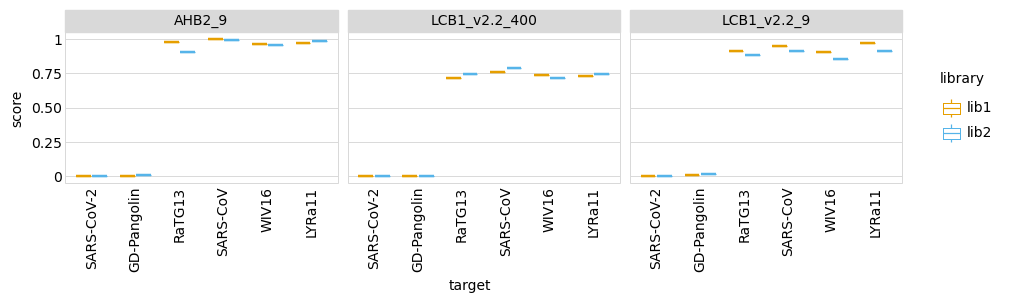 AHB2_9
LCB1_v2.2_400
LCB1_v2.2_9
score
1
0.75
0.50
0.25
0
SARS-CoV-2
GD-Pangolin
RaTG13
SARS-CoV
WIV16
LYRa11
SARS-CoV-2
GD-Pangolin
RaTG13
SARS-CoV
WIV16
LYRa11
SARS-CoV-2
GD-Pangolin
RaTG13
SARS-CoV
WIV16
LYRa11
target
library
lib1
lib2